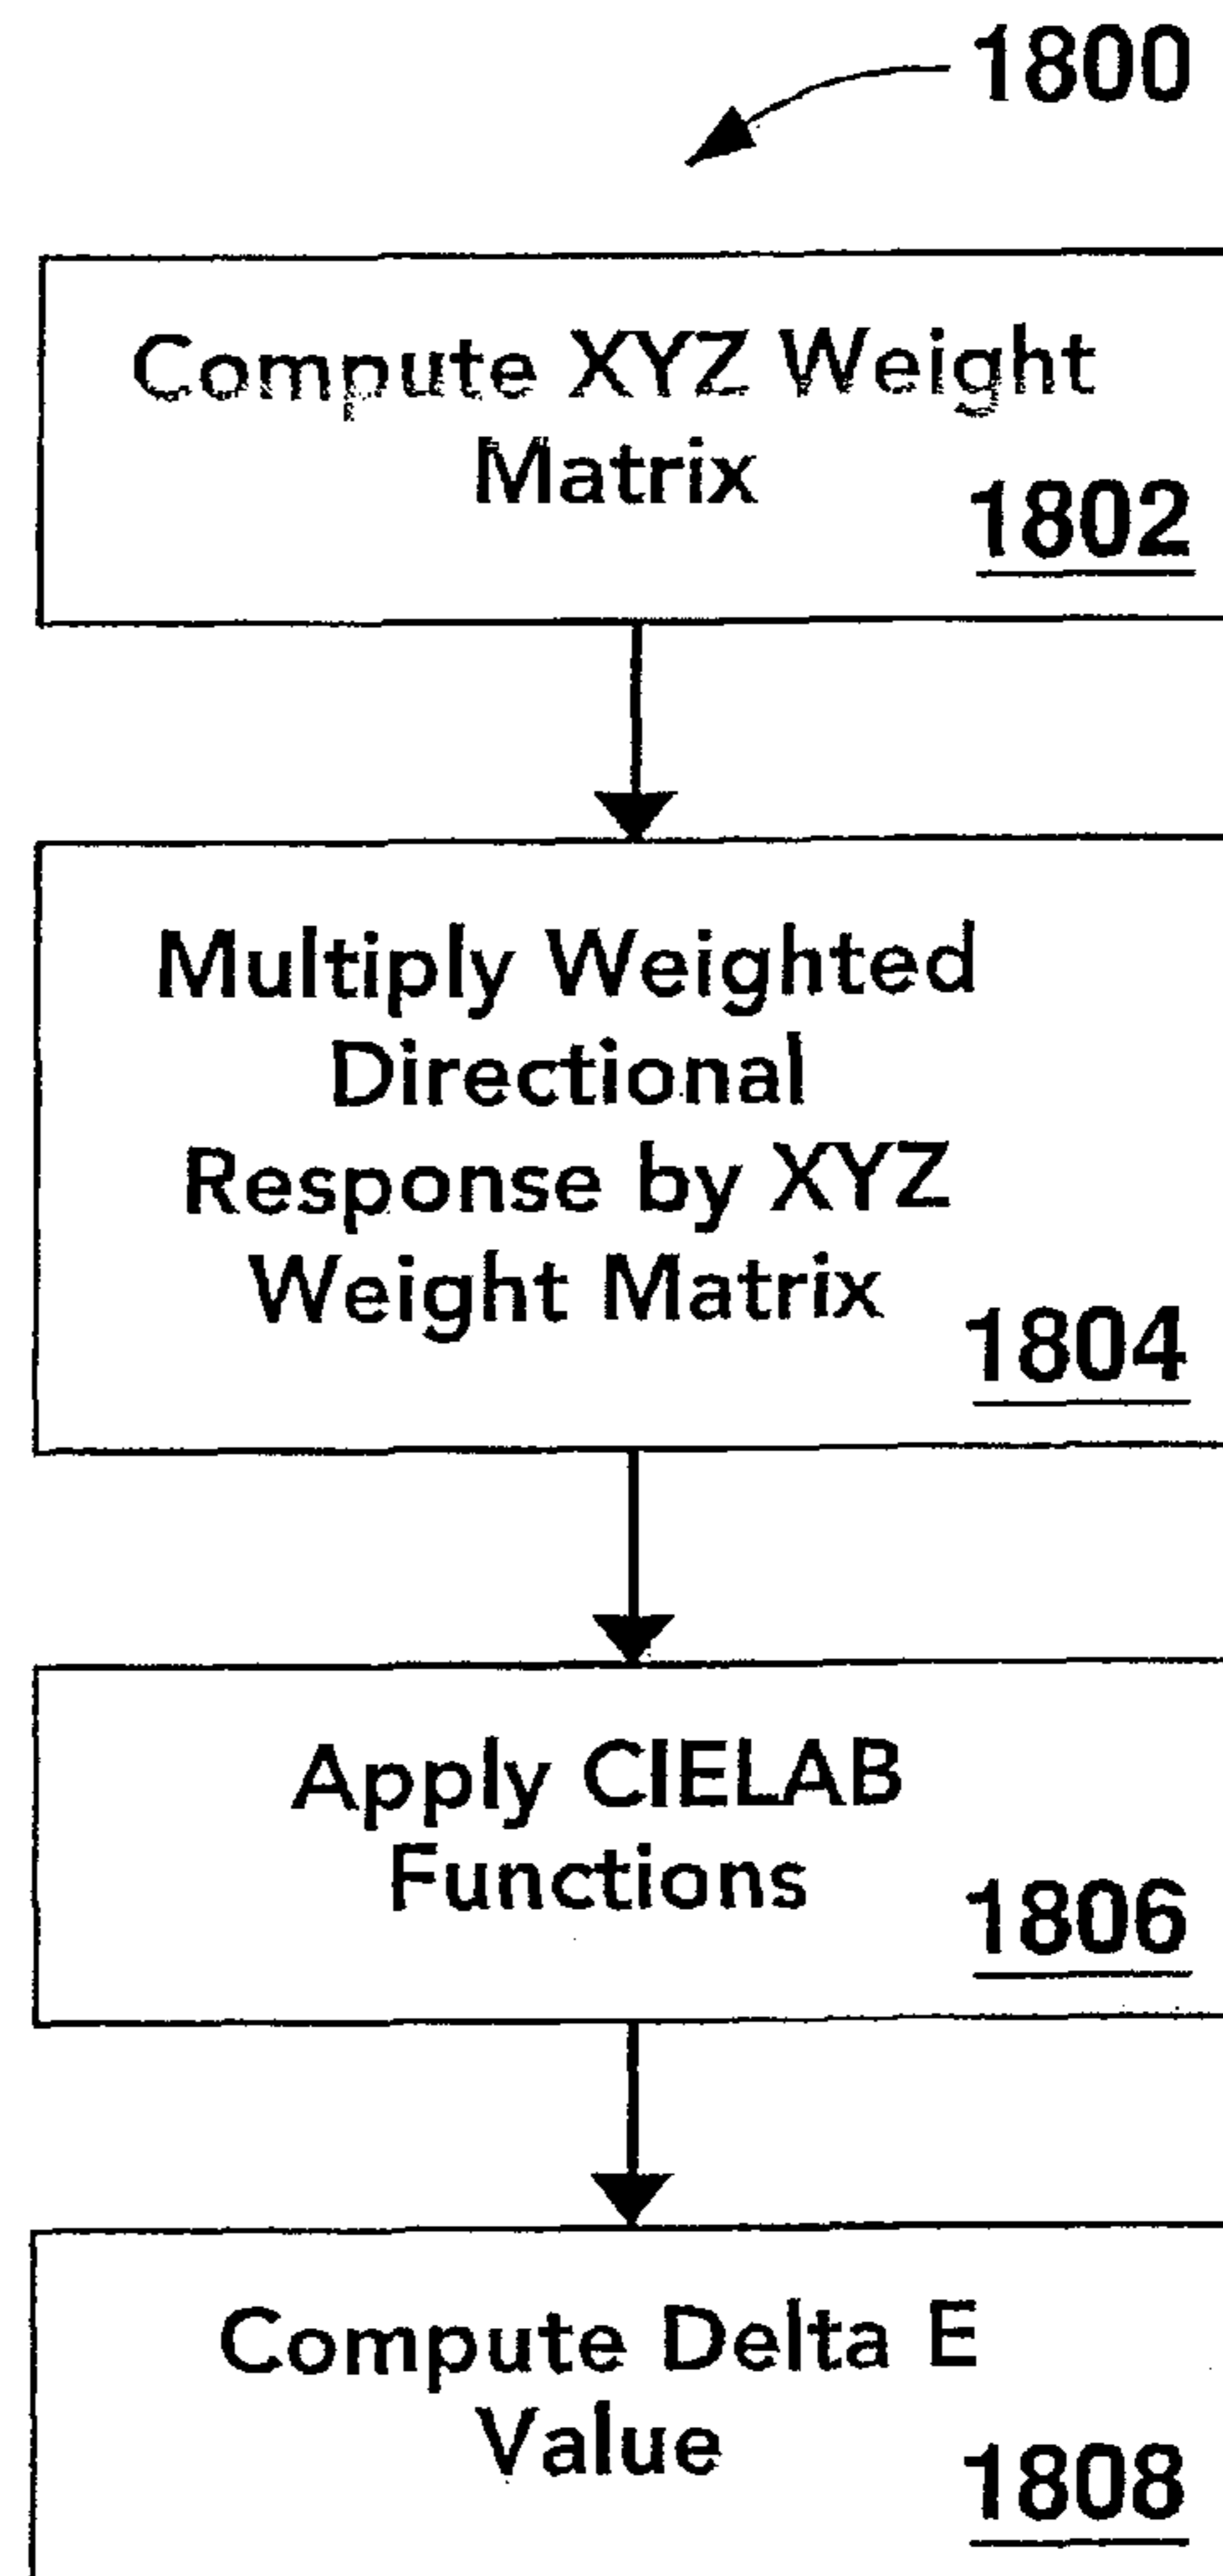 1800
Compute XYZ Weight
Matrix
1802
Multiply Weighted
Directional
Response by XYZ
Weight Matrix
1804
Apply CIELAB
Functions
1806
Compute Delta E
Value
1808